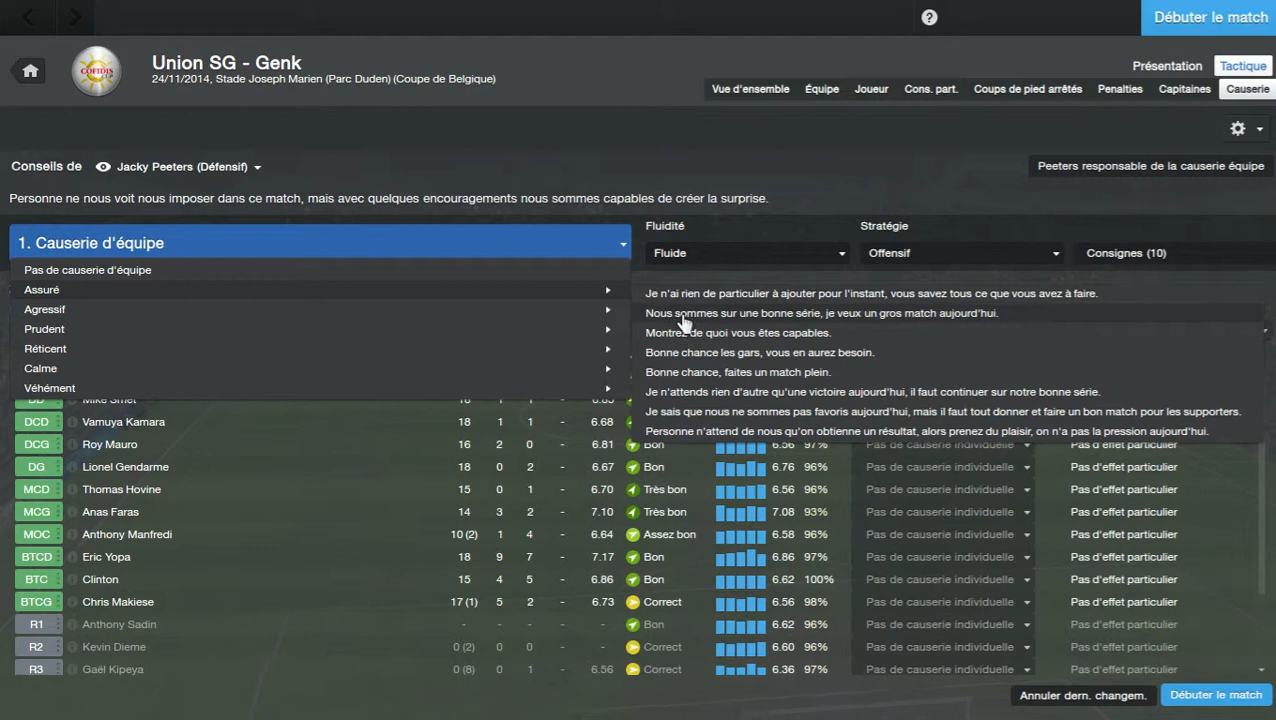 Débuter le match
Union SG - Genk
24/11/2014, Stade Joseph Marien (Parc Duden) (Coupe de Belgique)
COFIDIS
Présentation Tactique
Vue d'ensemble Équipe Joueur Cons. part. Coups de pied arrêtés Penalties Capitaines Causerie
Conseils de Jacky Peeters (Défensif) Peeters responsable de la causerie équipe
Personne ne nous voit nous imposer dans ce match, mais avec quelques encouragements nous sommes capables de créer la surprise.
Fluidité Stratégie
1. Causerie d'équipe Fluide Offensif Consignes (10)
Pas de causerie d'équipe
Assuré Je n'ai rien de particulier à ajouter pour l'instant, vous savez tous ce que vous avez à faire.
Agressif Nous sommes sur une bonne série, je veux un gros match aujourd'hui.
Prudent Montrez de quoi vous êtes capables.
Réticent Bonne chance les gars, vous en aurez besoin.
Calme Bonne chance, faites un match plein.
Véhément Je n'attends rien d'autre qu'une victoire aujourd'hui, il faut continuer sur notre bonne série.
Je sais que nous ne sommes pas favoris aujourd'hui, mais il faut tout donner et faire un bon match pour les supporters.
Personne n'attend de nous qu'on obtienne un résultat, alors prenez du plaisir, on n'a pas la pression aujourd'hui.
DD Mike Smet
DCD Vamuya Kamara 18 1 1 - 6.68
DCG Roy Mauro 16 0 1 - 6.81 Bon 6.56 97% Pas de causerie individuelle Pas d'effet particulier
DG Lionel Gendarme 18 0 2 - 6.67 Bon 6.76 96% Pas de causerie individuelle Pas d'effet particulier
MCD Thomas Hovine 15 0 1 - 6.70 Très bon 6.56 96% Pas de causerie individuelle Pas d'effet particulier
MCG Anas Faras 14 3 2 - 7.10 Très bon 7.08 93% Pas de causerie individuelle Pas d'effet particulier
MOC Anthony Manfredi 10 (2) 1 4 - 6.64 Assez bon 6.58 96% Pas de causerie individuelle Pas d'effet particulier
BTCD Eric Yopa 18 9 7 - 7.17 Bon 6.86 97% Pas de causerie individuelle Pas d'effet particulier
BTC Clinton 15 4 5 - 6.86 Bon 6.62 100% Pas de causerie individuelle Pas d'effet particulier
BTCG Chris Makiese 17 (1) 5 2 - 6.73 Correct 6.56 98% Pas de causerie individuelle Pas d'effet particulier
R1 Anthony Sadin - - - - - Bon 6.62 96% Pas de causerie individuelle Pas d'effet particulier
R2 Kevin Dieme 0 (2) 0 0 - - Correct 6.60 96% Pas de causerie individuelle Pas d'effet particulier
R3 Gaël Kipeya 0 (8) 0 1 - 6.56 Correct 6.36 97% Pas de causerie individuelle Pas d'effet particulier
Annuler dern. changem. Débuter le match